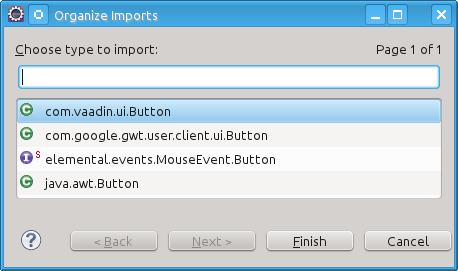 Organize Imports
Choose type to import: Page 1 of 1
com.vaadin.ui.Button
com.google.gwt.user.client.ui.Button
S elemental.events.MouseEvent.Button
java.awt.Button
? < Back Next > Finish Cancel